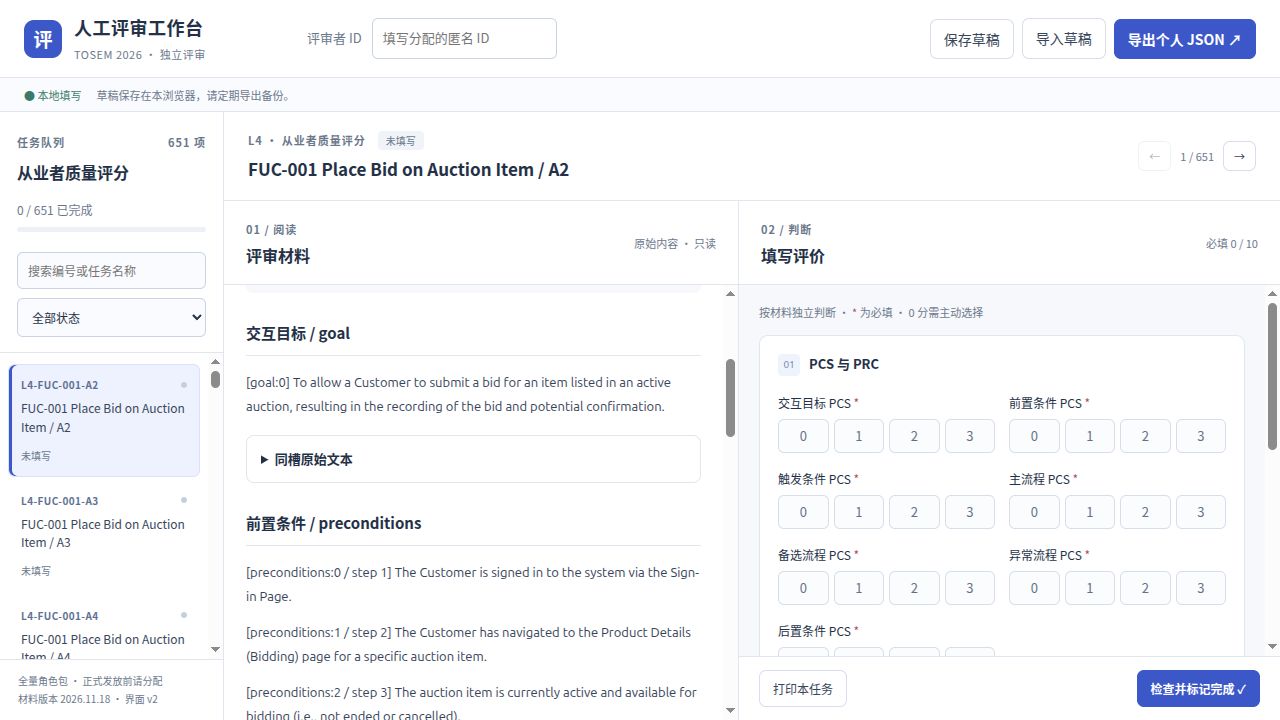 评
人工评审工作台
TOSEM 2026 · 独立评审
评审者 ID
填写分配的匿名 ID
保存草稿
导入草稿
导出个人 JSON ↗
本地填写
草稿保存在本浏览器，请定期导出备份。
任务队列
651 项
从业者质量评分
0 / 651 已完成
搜索编号或任务名称
全部状态
L4-FUC-001-A2
FUC-001 Place Bid on Auction
Item / A2
未填写
L4-FUC-001-A3
FUC-001 Place Bid on Auction
Item / A3
未填写
L4-FUC-001-A4
FUC-001 Place Bid on Auction
Item / A4
全量角色包 · 正式发放前请分配
材料版本 2026.11.18 · 界面 v2
L4 · 从业者质量评分
未填写
FUC-001 Place Bid on Auction Item / A2
←
1 / 651
→
01 / 阅读
评审材料
原始内容 · 只读
交互目标 / goal
[goal:0] To allow a Customer to submit a bid for an item listed in an active
auction, resulting in the recording of the bid and potential confirmation.
▶ 同槽原始文本
前置条件 / preconditions
[preconditions:0 / step 1] The Customer is signed in to the system via the Sign-
in Page.
[preconditions:1 / step 2] The Customer has navigated to the Product Details
(Bidding) page for a specific auction item.
[preconditions:2 / step 3] The auction item is currently active and available for
bidding (i.e., not ended or cancelled).
02 / 判断
填写评价
必填 0 / 10
按材料独立判断 · * 为必填 · 0 分需主动选择
01 PCS 与 PRC
交互目标 PCS *
0 1 2 3
前置条件 PCS *
0 1 2 3
触发条件 PCS *
0 1 2 3
主流程 PCS *
0 1 2 3
备选流程 PCS *
0 1 2 3
异常流程 PCS *
0 1 2 3
后置条件 PCS *
打印本任务
检查并标记完成 ✓